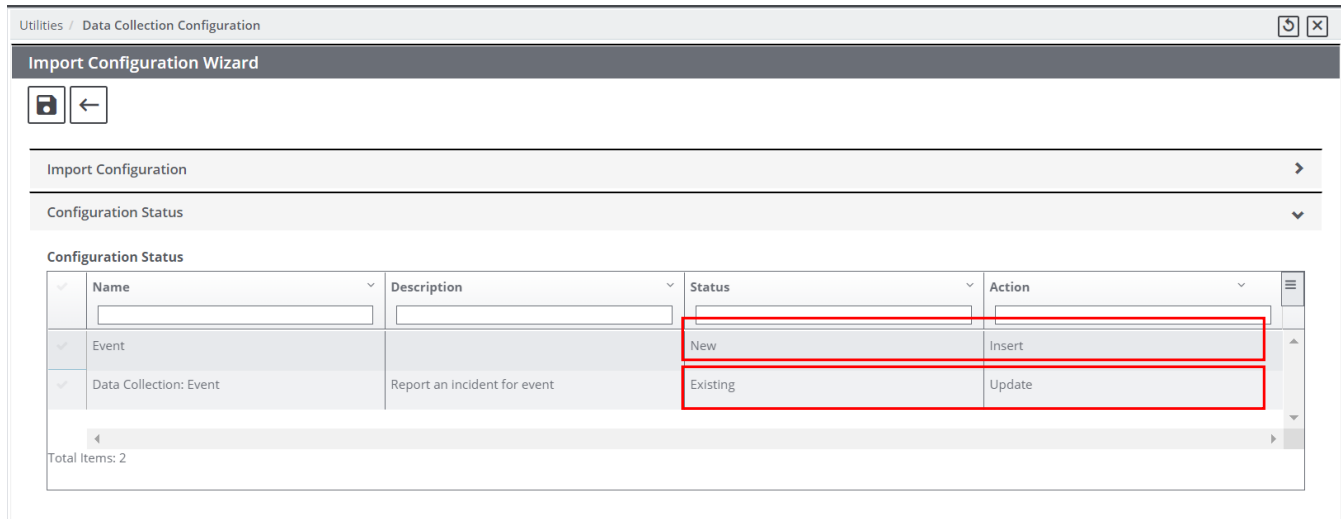 Utilities / Data Collection Configuration
Import Configuration Wizard
Import Configuration
Configuration Status
Configuration Status
Name Description Status Action
Event New Insert
Data Collection: Event Report an incident for event Existing Update
Total Items: 2